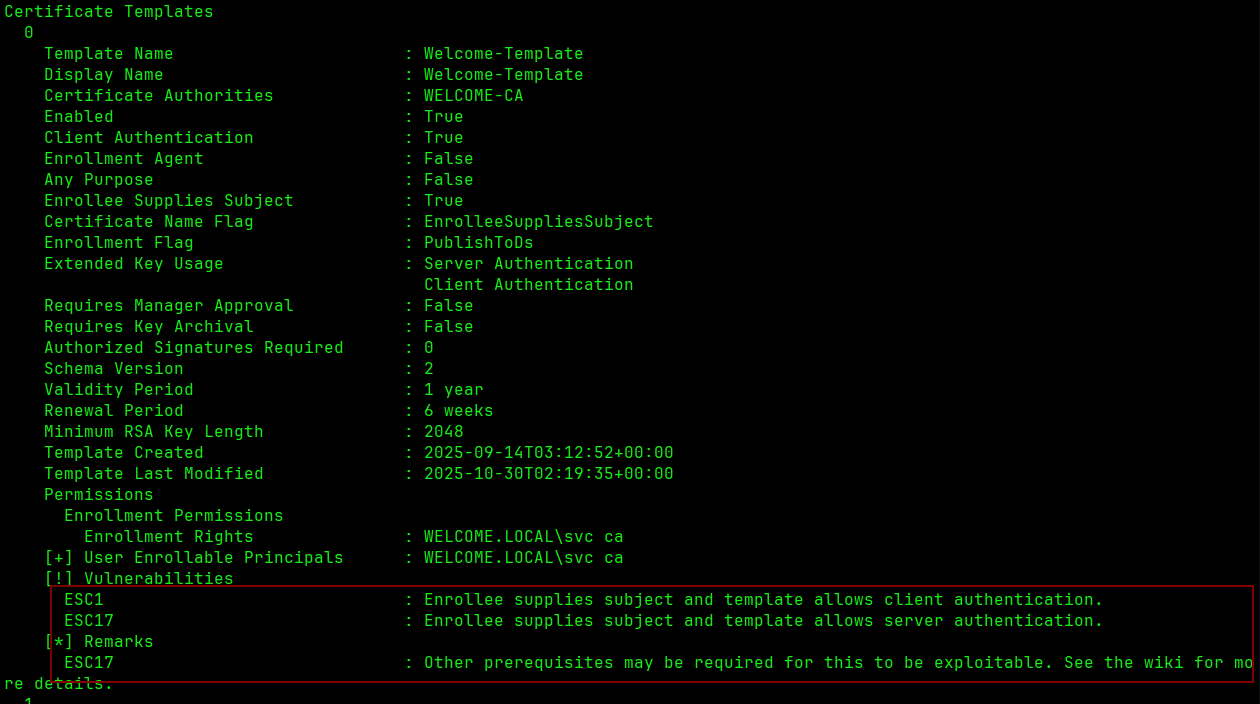 Certificate Templates
  0
    Template Name                       : Welcome-Template
    Display Name                        : Welcome-Template
    Certificate Authorities             : WELCOME-CA
    Enabled                             : True
    Client Authentication               : True
    Enrollment Agent                    : False
    Any Purpose                         : False
    Enrollee Supplies Subject           : True
    Certificate Name Flag               : EnrolleeSuppliesSubject
    Enrollment Flag                     : PublishToDs
    Extended Key Usage                  : Server Authentication
                                          Client Authentication
    Requires Manager Approval           : False
    Requires Key Archival               : False
    Authorized Signatures Required      : 0
    Schema Version                      : 2
    Validity Period                     : 1 year
    Renewal Period                      : 6 weeks
    Minimum RSA Key Length              : 2048
    Template Created                    : 2025-09-14T03:12:52+00:00
    Template Last Modified              : 2025-10-30T02:19:35+00:00
    Permissions
      Enrollment Permissions
        Enrollment Rights               : WELCOME.LOCAL\svc ca
    [+] User Enrollable Principals      : WELCOME.LOCAL\svc ca
    [!] Vulnerabilities
      ESC1                              : Enrollee supplies subject and template allows client authentication.
      ESC17                             : Enrollee supplies subject and template allows server authentication.
    [*] Remarks
      ESC17                             : Other prerequisites may be required for this to be exploitable. See the wiki for mo
re details.
  1